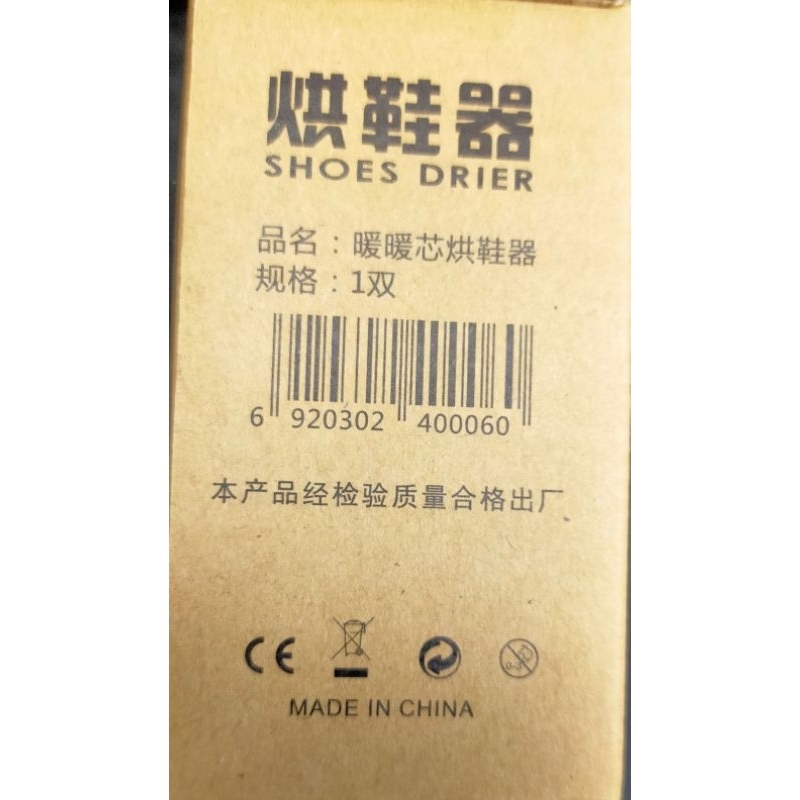 烘鞋器
SHOES DRIER
品名：暖暖芯烘鞋器
规格：1双
6 920302 400060
本产品经检验质量合格出厂
CE
MADE IN CHINA